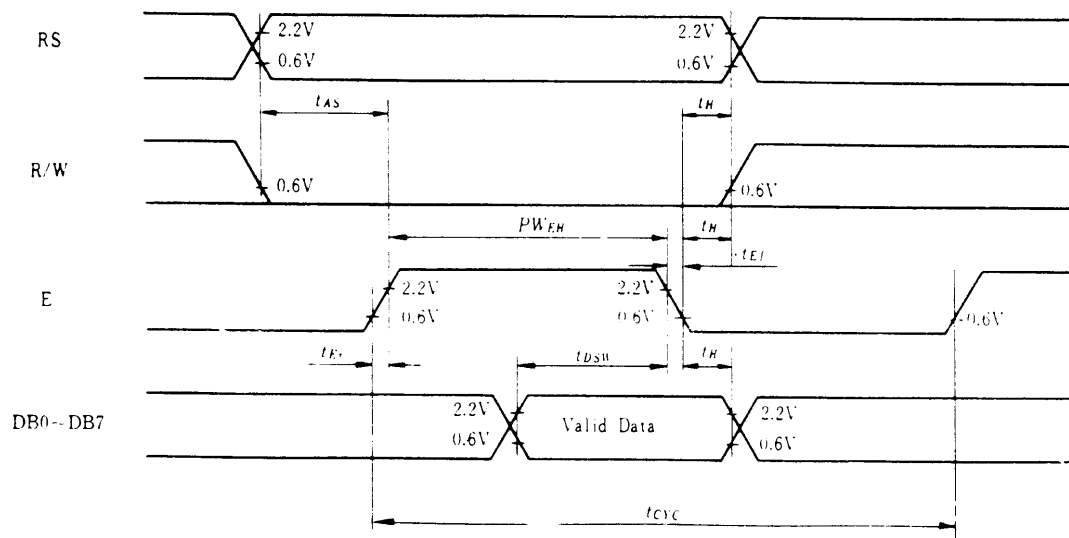 RS
2.2V
2.2V
0.6V
0.6V
tAS
tH
R/W
0.6V
0.6V
PWEH
tH
tEf
E
2.2V
2.2V
0.6V
0.6V
0.6V
tEr
tDSW
tH
DB0~DB7
2.2V
Valid Data
2.2V
0.6V
0.6V
tCYC